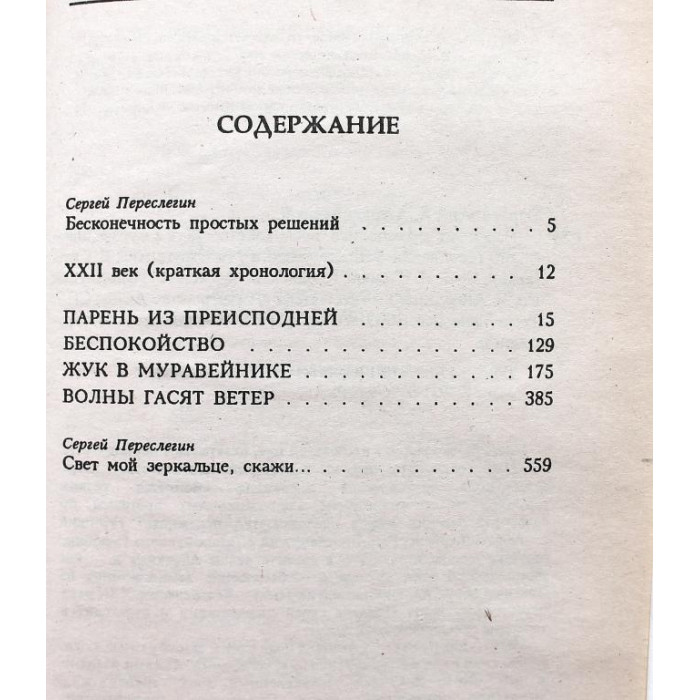 СОДЕРЖАНИЕ
Сергей Переслегин
Бесконечность простых решений . . . . . . . . . . 5
XXII век (краткая хронология) . . . . . . . . . . . 12
ПАРЕНЬ ИЗ ПРЕИСПОДНЕЙ . . . . . . . . . 15
БЕСПОКОЙСТВО . . . . . . . . . . . . . . 129
ЖУК В МУРАВЕЙНИКЕ . . . . . . . . . . . 175
ВОЛНЫ ГАСЯТ ВЕТЕР . . . . . . . . . . . . 385
Сергей Переслегин
Свет мой зеркальце, скажи... . . . . . . . . . . . 559